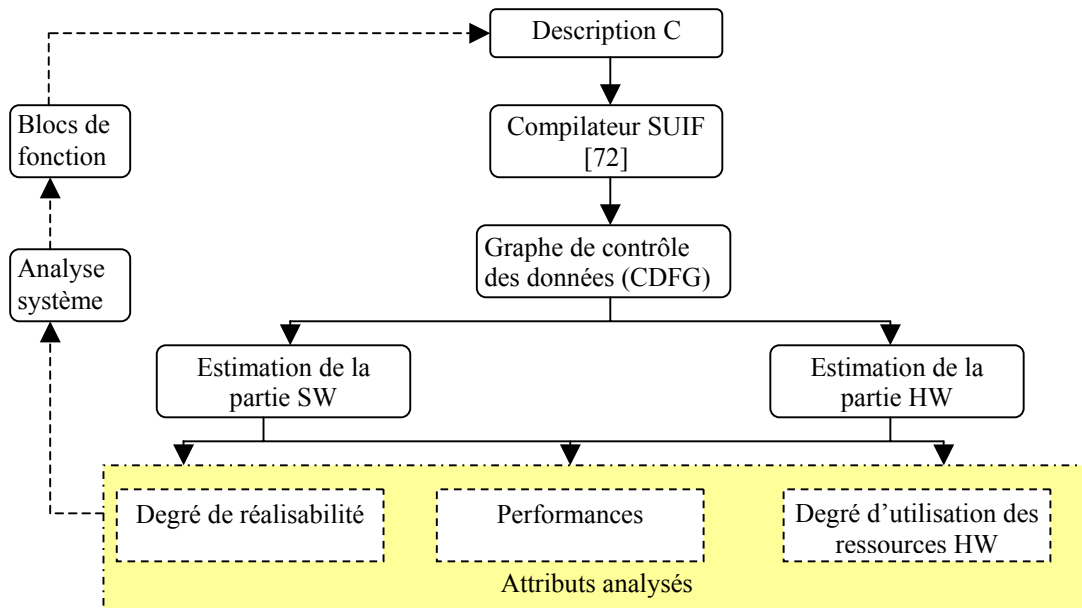 Description C
Blocs de
fonction
Compilateur SUIF
[72]
Graphe de contrôle
des données (CDFG)
Analyse
système
Estimation de la
partie SW
Estimation de la
partie HW
Degré de réalisabilité
Performances
Degré d’utilisation des
ressources HW
Attributs analysés